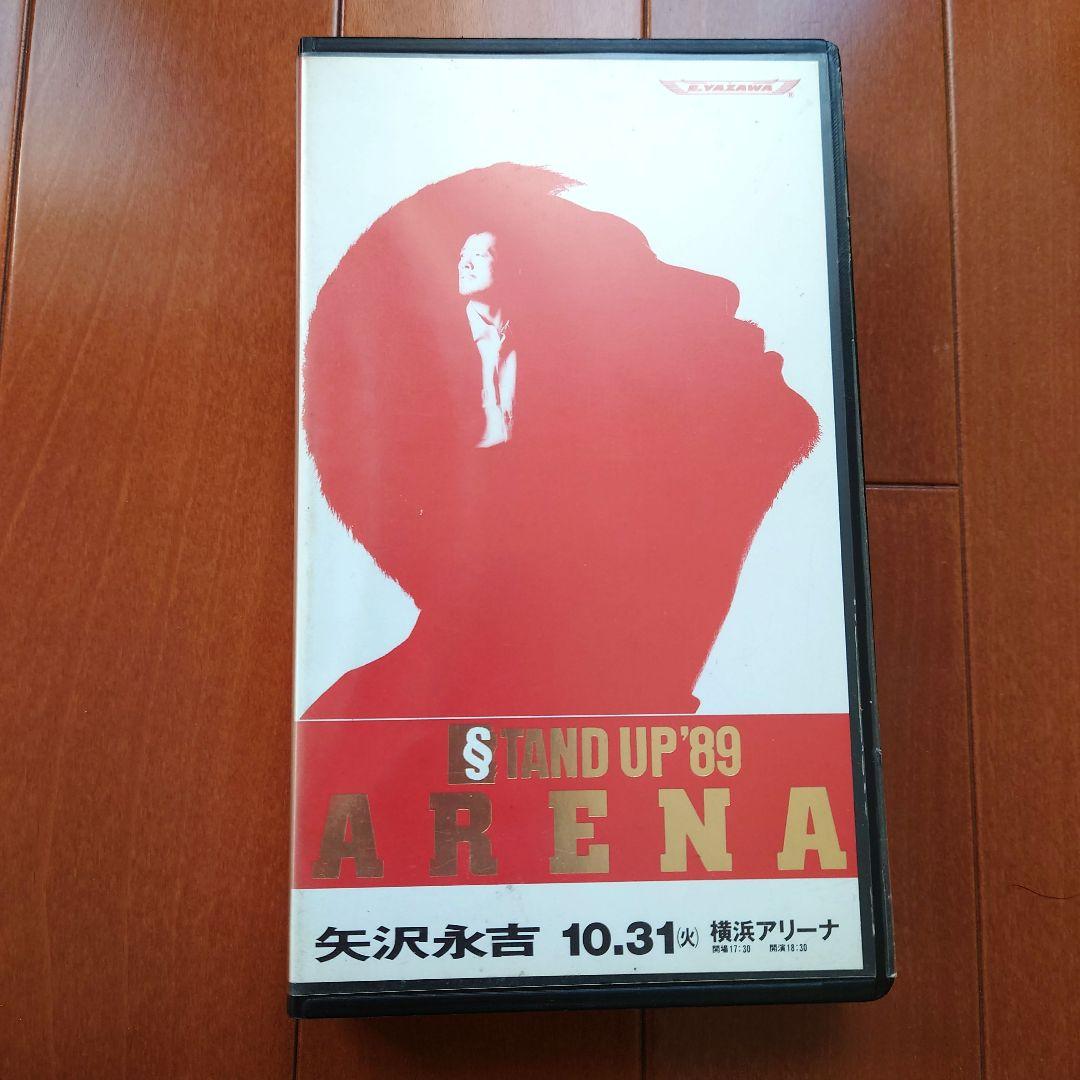 E.YAZAWA®
STAND UP '89
ARENA
矢沢永吉 10.31(火) 横浜アリーナ
開場17:30 開演18:30